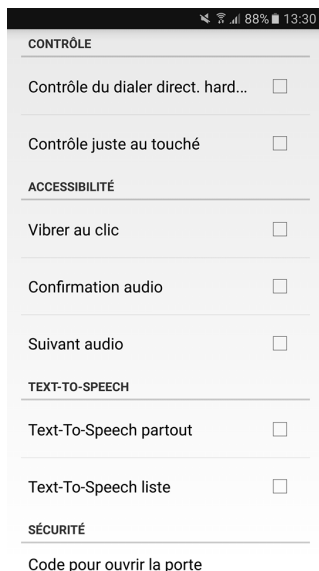 88% 13:30
CONTRÔLE
Contrôle du dialer direct. hard...
Contrôle juste au touché
ACCESSIBILITÉ
Vibrer au clic
Confirmation audio
Suivant audio
TEXT-TO-SPEECH
Text-To-Speech partout
Text-To-Speech liste
SÉCURITÉ
Code pour ouvrir la porte